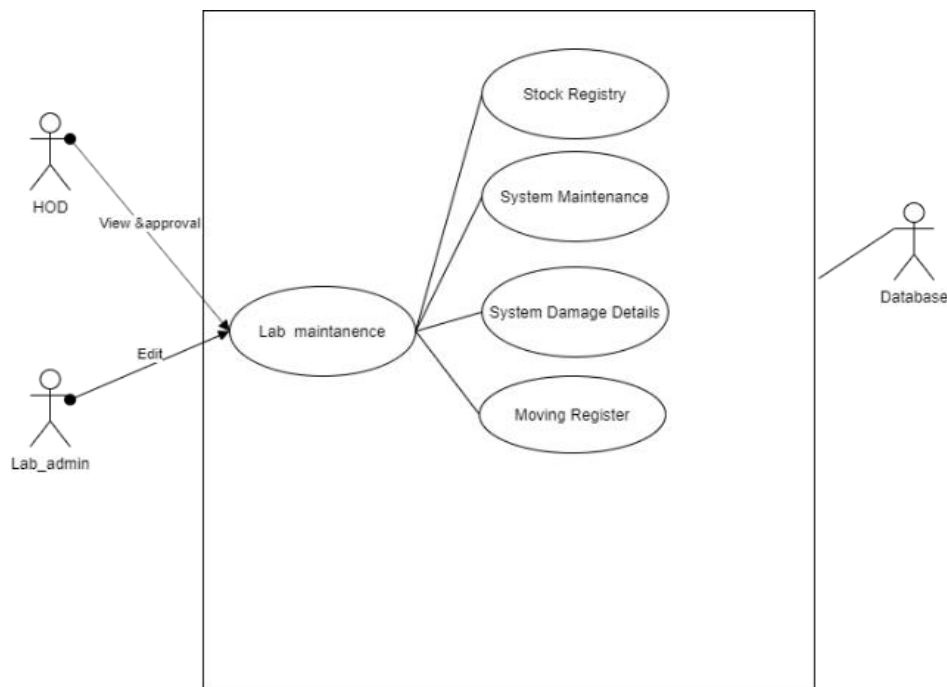 Stock Registry
HOD
System Maintenance
View &approval
Database
System Damage Details
Lab maintanence
Edit
Moving Register
Lab_admin